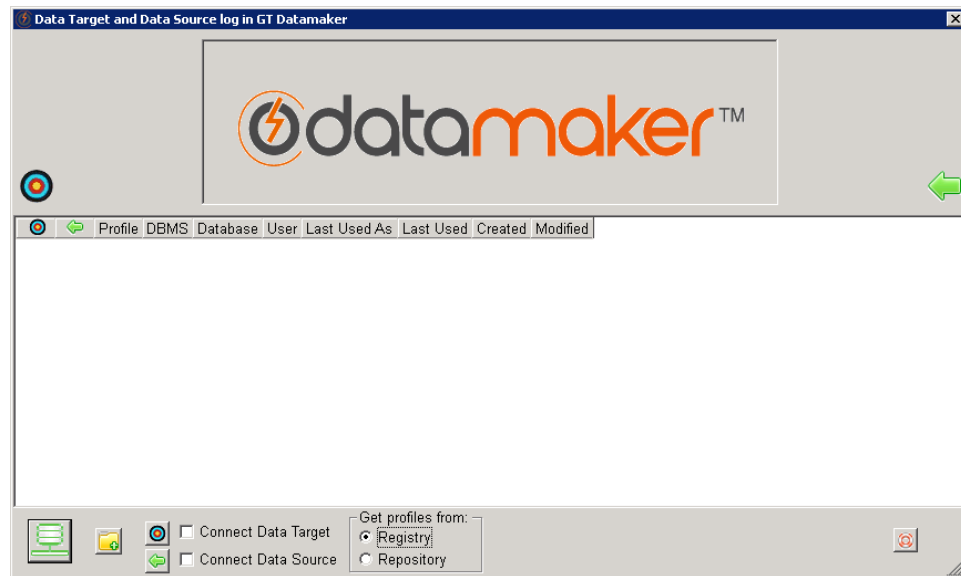 Data Target and Data Source log in GT Datamaker
datamaker™
Profile DBMS Database User Last Used As Last Used Created Modified
Get profiles from:
Connect Data Target
Registry
Connect Data Source
Repository